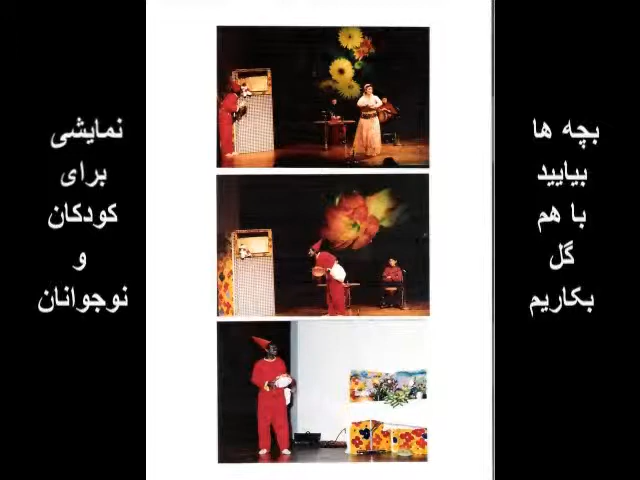 بچه ها
بیایید
با هم
گل
بکاریم
نمایشی
برای
کودکان
و
نوجوانان